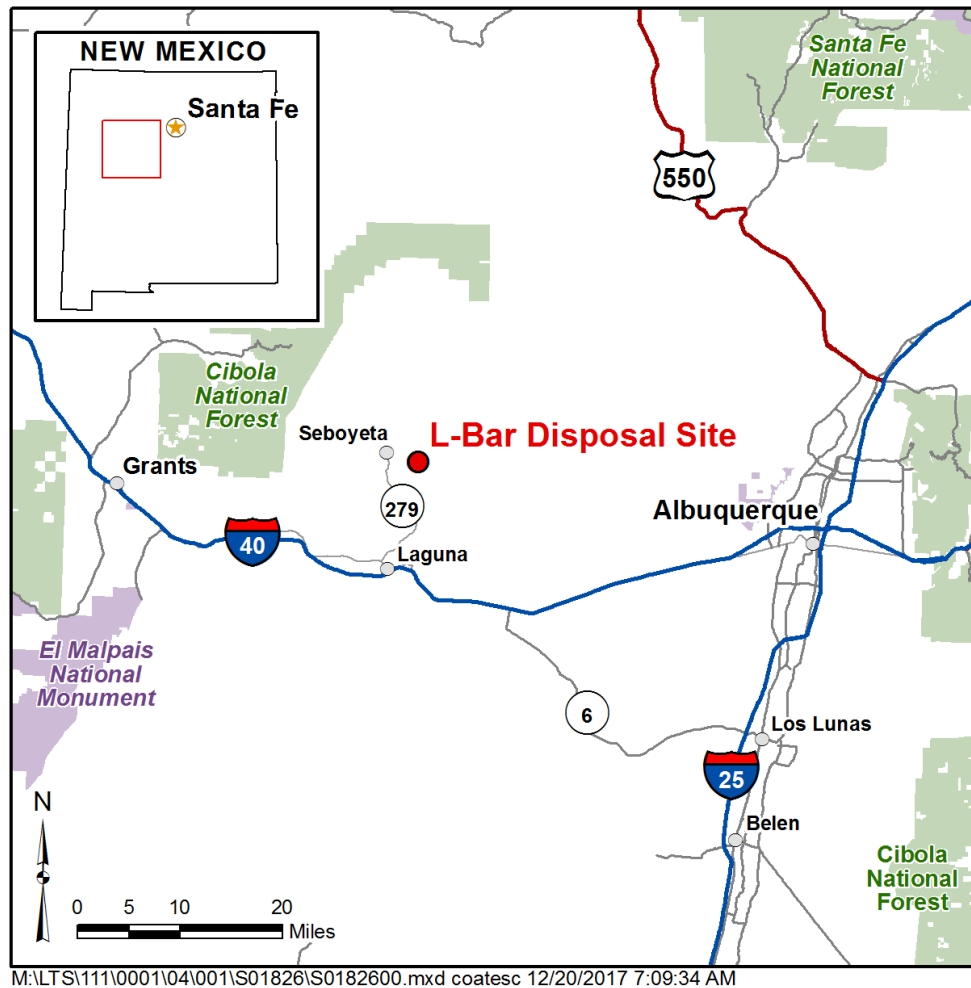 NEW MEXICO
Santa Fe
Santa Fe
National
Forest
550
Cibola
National
Forest
Seboyeta
L-Bar Disposal Site
Grants
279
Albuquerque
40
Laguna
El Malpais
National
Monument
6
Los Lunas
25
Belen
N
Cibola
National
Forest
0 5 10 20
Miles
M:\LTS\111\0001\04\001\S01826\S0182600.mxd coatesc 12/20/2017 7:09:34 AM